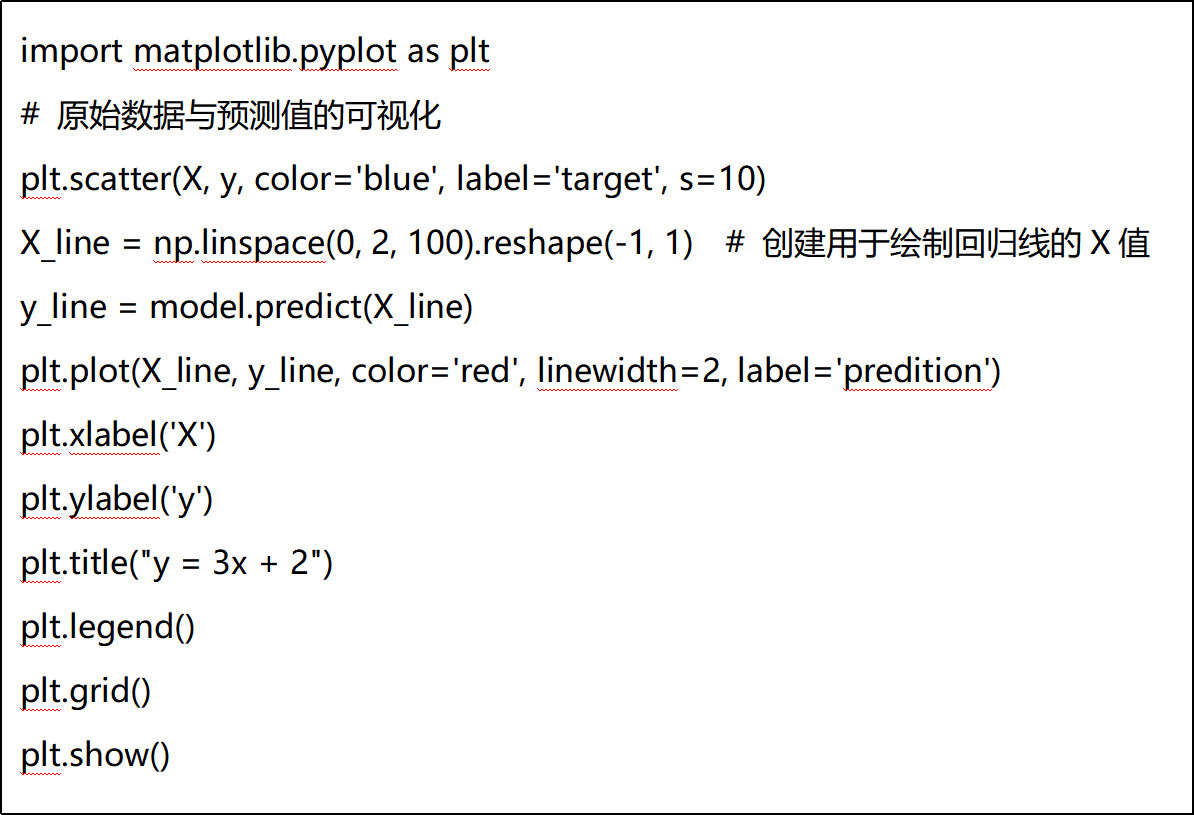 import matplotlib.pyplot as plt
# 原始数据与预测值的可视化
plt.scatter(X, y, color='blue', label='target', s=10)
X_line = np.linspace(0, 2, 100).reshape(-1, 1) # 创建用于绘制回归线的 X 值
y_line = model.predict(X_line)
plt.plot(X_line, y_line, color='red', linewidth=2, label='predition')
plt.xlabel('X')
plt.ylabel('y')
plt.title("y = 3x + 2")
plt.legend()
plt.grid()
plt.show()